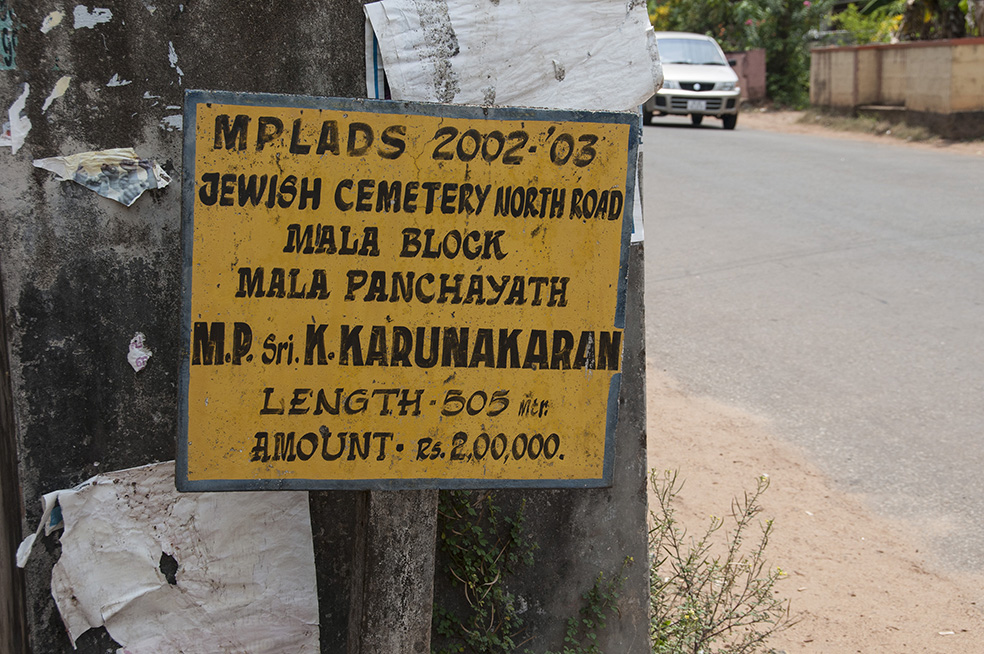 MPLADS 2002-'03
JEWISH CEMETERY NORTH ROAD
MALA BLOCK
MALA PANCHAYATH
M.P. Sri. K. KARUNAKARAN
LENGTH - 505 Mtr.
AMOUNT - Rs. 2,00,000.